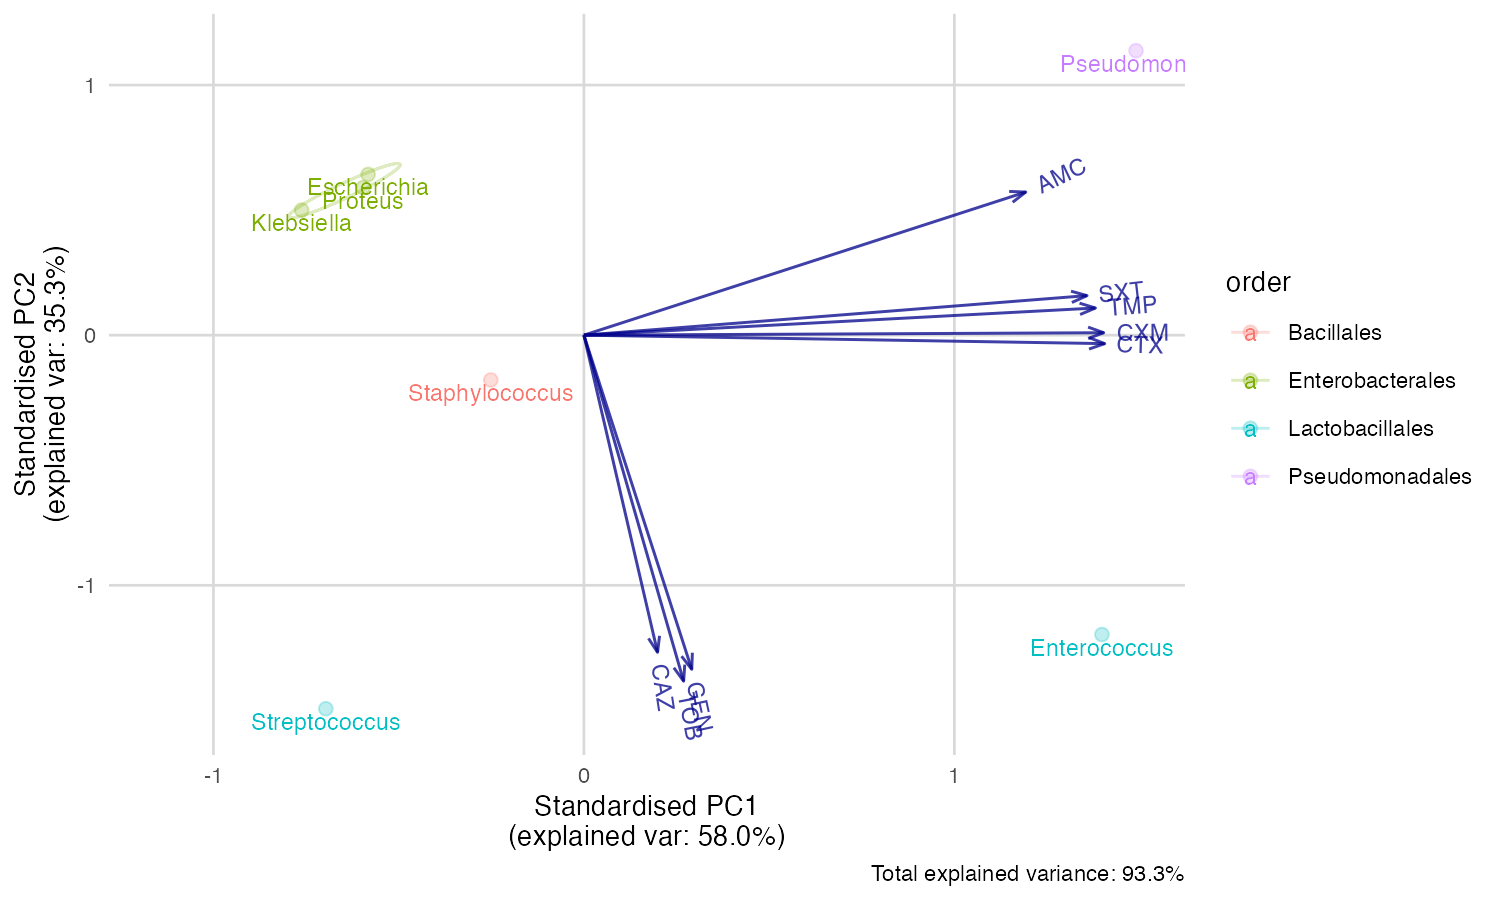 Pseudomon
1
AMC
Escherichia
Proteus
Klebsiella
SXT
TMP
CXM
CTX
0
Staphylococcus
-1
Enterococcus
CAZ
GEN
TOB
Streptococcus
-1
0
1
Standardised PC1
(explained var: 58.0%)
Standardised PC2
(explained var: 35.3%)
order
a Bacillales
a Enterobacterales
a Lactobacillales
a Pseudomonadales
Total explained variance: 93.3%